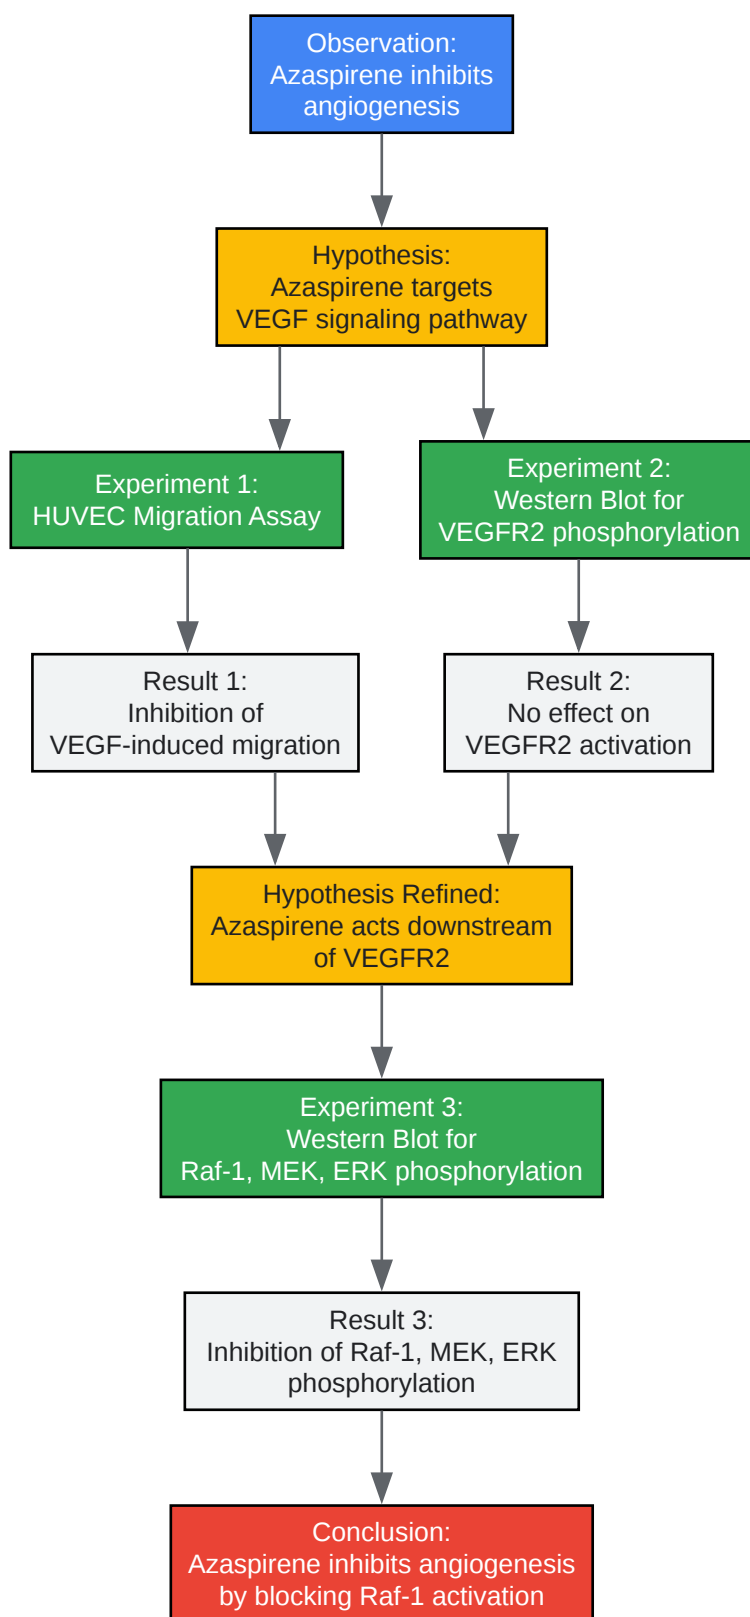 Observation:
Azaspirene inhibits
angiogenesis
Hypothesis:
Azaspirene targets
VEGF signaling pathway
Experiment 1:
HUVEC Migration Assay
Experiment 2:
Western Blot for
VEGFR2 phosphorylation
Result 1:
Inhibition of
VEGF-induced migration
Result 2:
No effect on
VEGFR2 activation
Hypothesis Refined:
Azaspirene acts downstream
of VEGFR2
Experiment 3:
Western Blot for
Raf-1, MEK, ERK phosphorylation
Result 3:
Inhibition of Raf-1, MEK, ERK
phosphorylation
Conclusion:
Azaspirene inhibits angiogenesis
by blocking Raf-1 activation